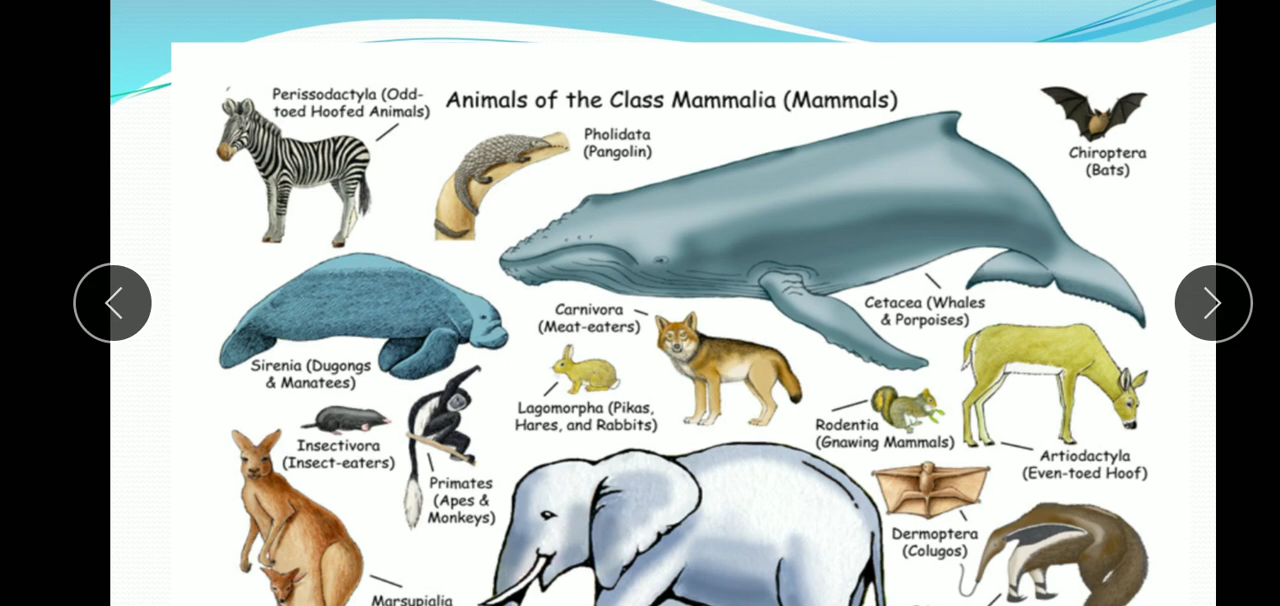 Perissodactyla (Odd-
toed Hoofed Animals)
Animals of the Class Mammalia (Mammals)
Pholidata
(Pangolin)
Chiroptera
(Bats)
Carnivora
(Meat-eaters)
Cetacea (Whales
& Porpoises)
Sirenia (Dugongs
& Manatees)
Lagomorpha (Pikas,
Hares, and Rabbits)
Rodentia
(Gnawing Mammals)
Insectivora
(Insect-eaters)
Artiodactyla
(Even-toed Hoof)
Primates
(Apes &
Monkeys)
Dermoptera
(Colugos)
Marsupialia